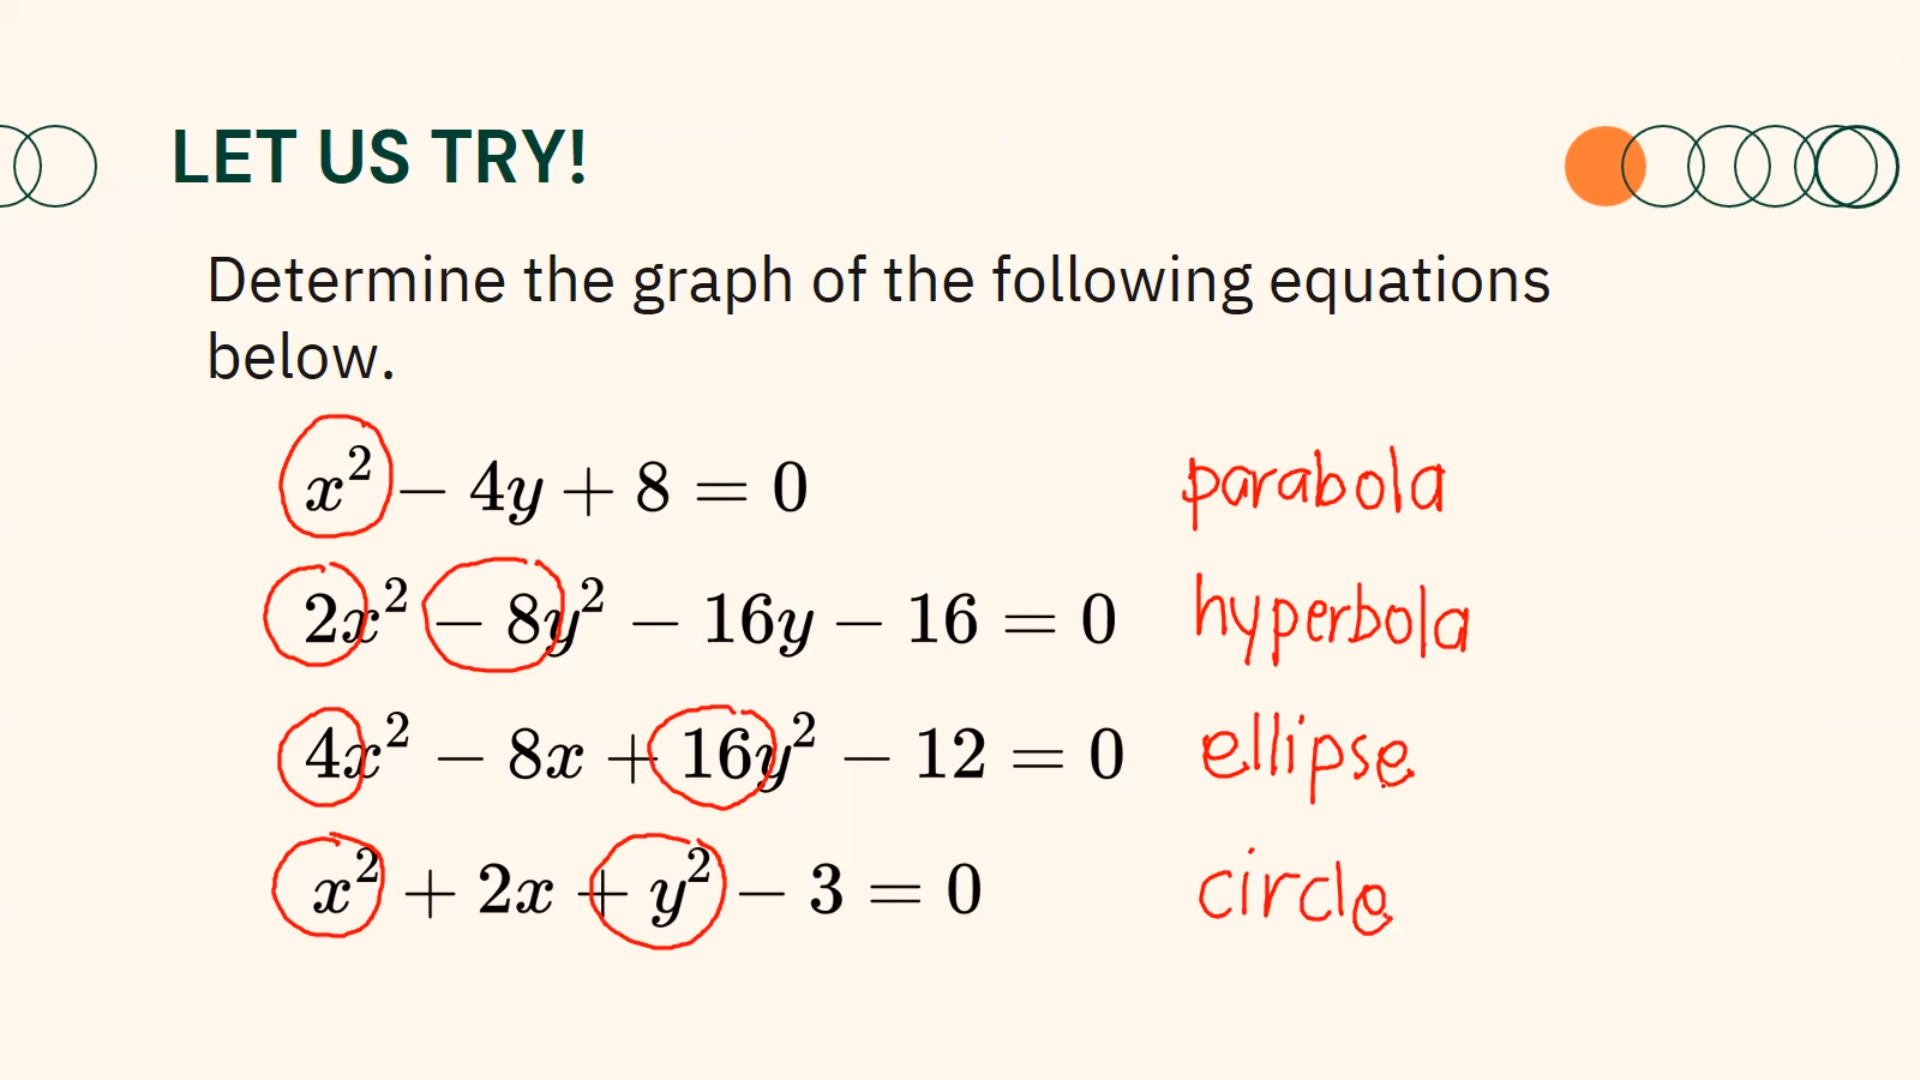 LET US TRY!
Determine the graph of the following equations
below.
x² − 4y + 8 = 0 parabola
2x² − 8y² − 16y − 16 = 0 hyperbola
4x² − 8x + 16y² − 12 = 0 ellipse
x² + 2x + y² − 3 = 0 circle